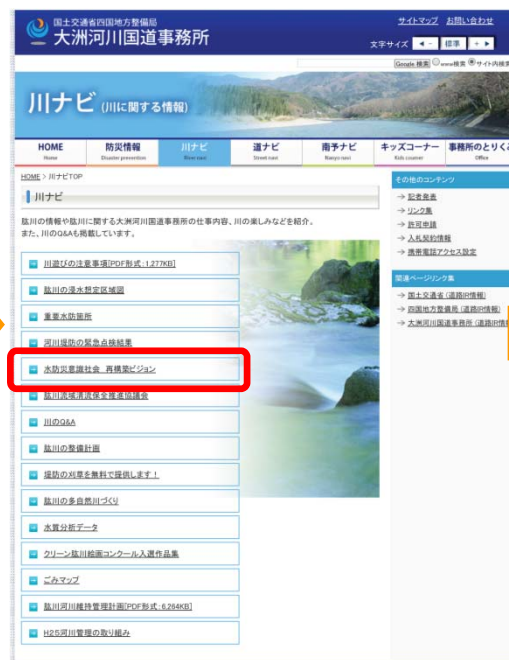 国土交通省四国地方整備局
大洲河川国道事務所
サイトマップ お問い合わせ
文字サイズ ◀ - 標準 + ▶
Google 検索 www検索 サイト内検索
川ナビ (川に関する情報)
HOME 防災情報 川ナビ 道ナビ 南予ナビ キッズコーナー 事務所のとりく
Home Disaster prevention River navi Street navi Nanyo navi Kids counter Office
HOME > 川ナビTOP
川ナビ
肱川の情報や肱川に関する大洲河川国道事務所の仕事内容、川の楽しみなどを紹介。
また、川のQ&Aも掲載しています。
川遊びの注意事項[PDF形式:1,277KB]
肱川の浸水想定区域図
重要水防箇所
河川堤防の緊急点検結果
水防災意識社会 再構築ビジョン
肱川流域清流保全推進協議会
川のQ&A
肱川の整備計画
堤防の刈草を無料で提供します!
肱川の多自然川づくり
水質分析データ
クリーン肱川絵画コンクール入選作品集
ごみマップ
肱川河川維持管理計画[PDF形式:6,264KB]
H25河川管理の取り組み
その他のコンテンツ
→ 記者発表
→ リンク集
→ 許可申請
→ 入札契約情報
→ 携帯電話アクセス設定
関連ページリンク集
→ 国土交通省 (道路IR情報)
→ 四国地方整備局 (道路IR情報)
→ 大洲河川国道事務所 (道路IR情報